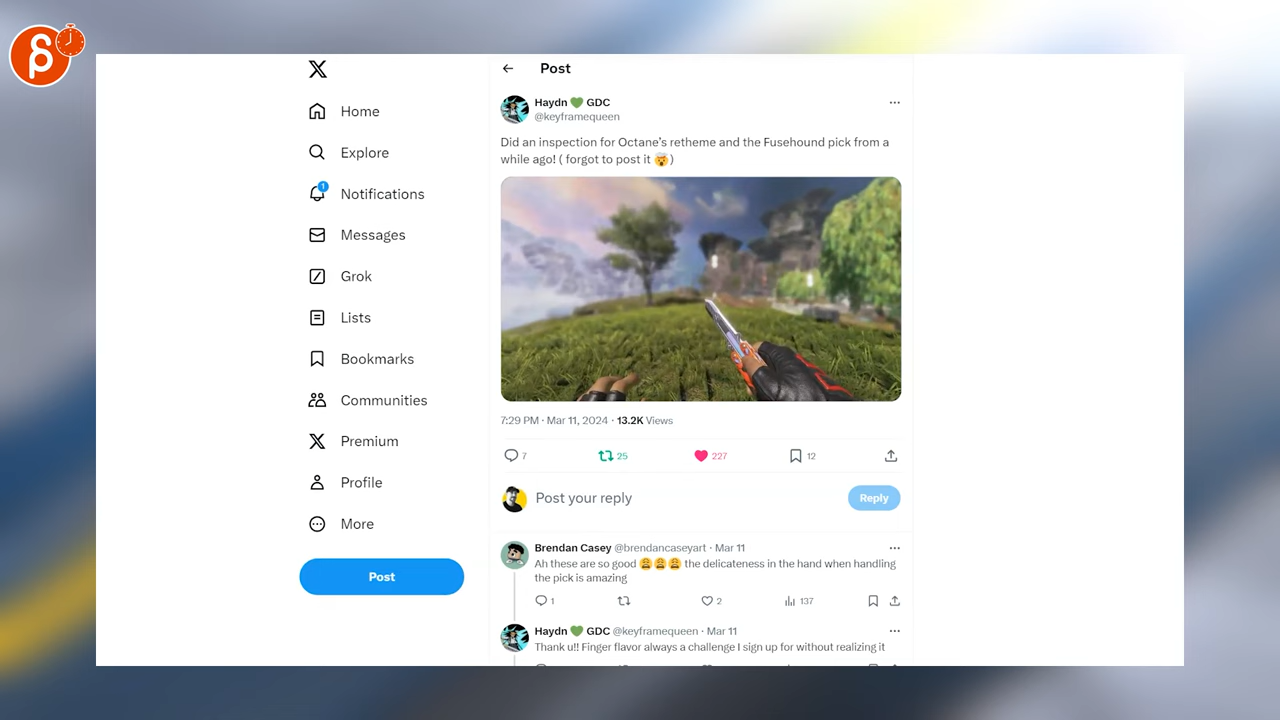 Post
Home
Explore
1
Notifications
Messages
Grok
Lists
Bookmarks
Communities
Premium
Profile
More
Post
Haydn 💚 GDC
@keyframequeen
Did an inspection for Octane's retheme and the Fusehound pick from a
while ago! ( forgot to post it 🤯)
7:29 PM · Mar 11, 2024 · 13.2K Views
7 25 227 12
Post your reply
Reply
Brendan Casey @brendancaseyart · Mar 11
Ah these are so good 😩😩😩 the delicateness in the hand when handling
the pick is amazing
1 2 137
Haydn 💚 GDC @keyframequeen · Mar 11
Thank u!! Finger flavor always a challenge I sign up for without realizing it